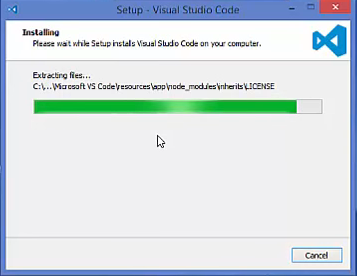 Setup - Visual Studio Code
Installing
Please wait while Setup installs Visual Studio Code on your computer.
Extracting files...
C:\...\Microsoft VS Code\resources\app\node_modules\inherits\LICENSE
Cancel